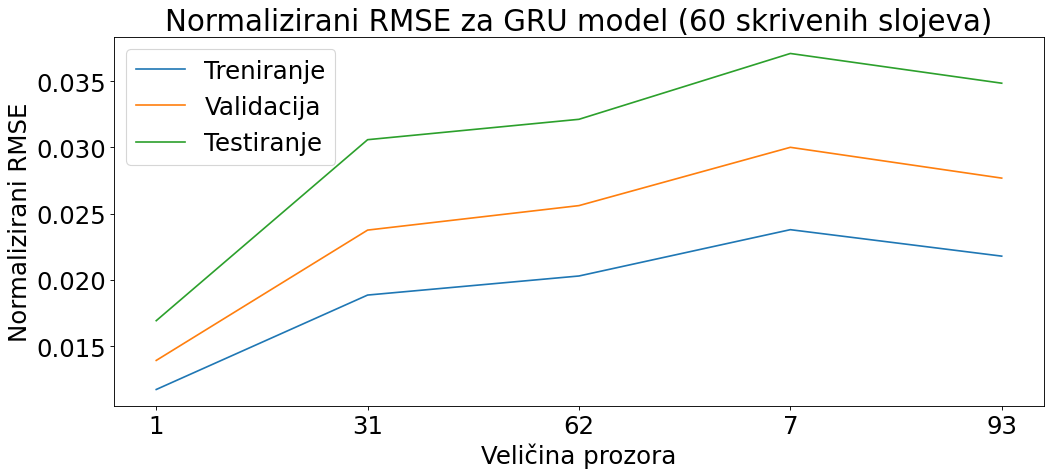 Normalizirani RMSE za GRU model (60 skrivenih slojeva)
Treniranje
Validacija
Testiranje
Normalizirani RMSE
0.035
0.030
0.025
0.020
0.015
1 31 62 7 93
Veličina prozora